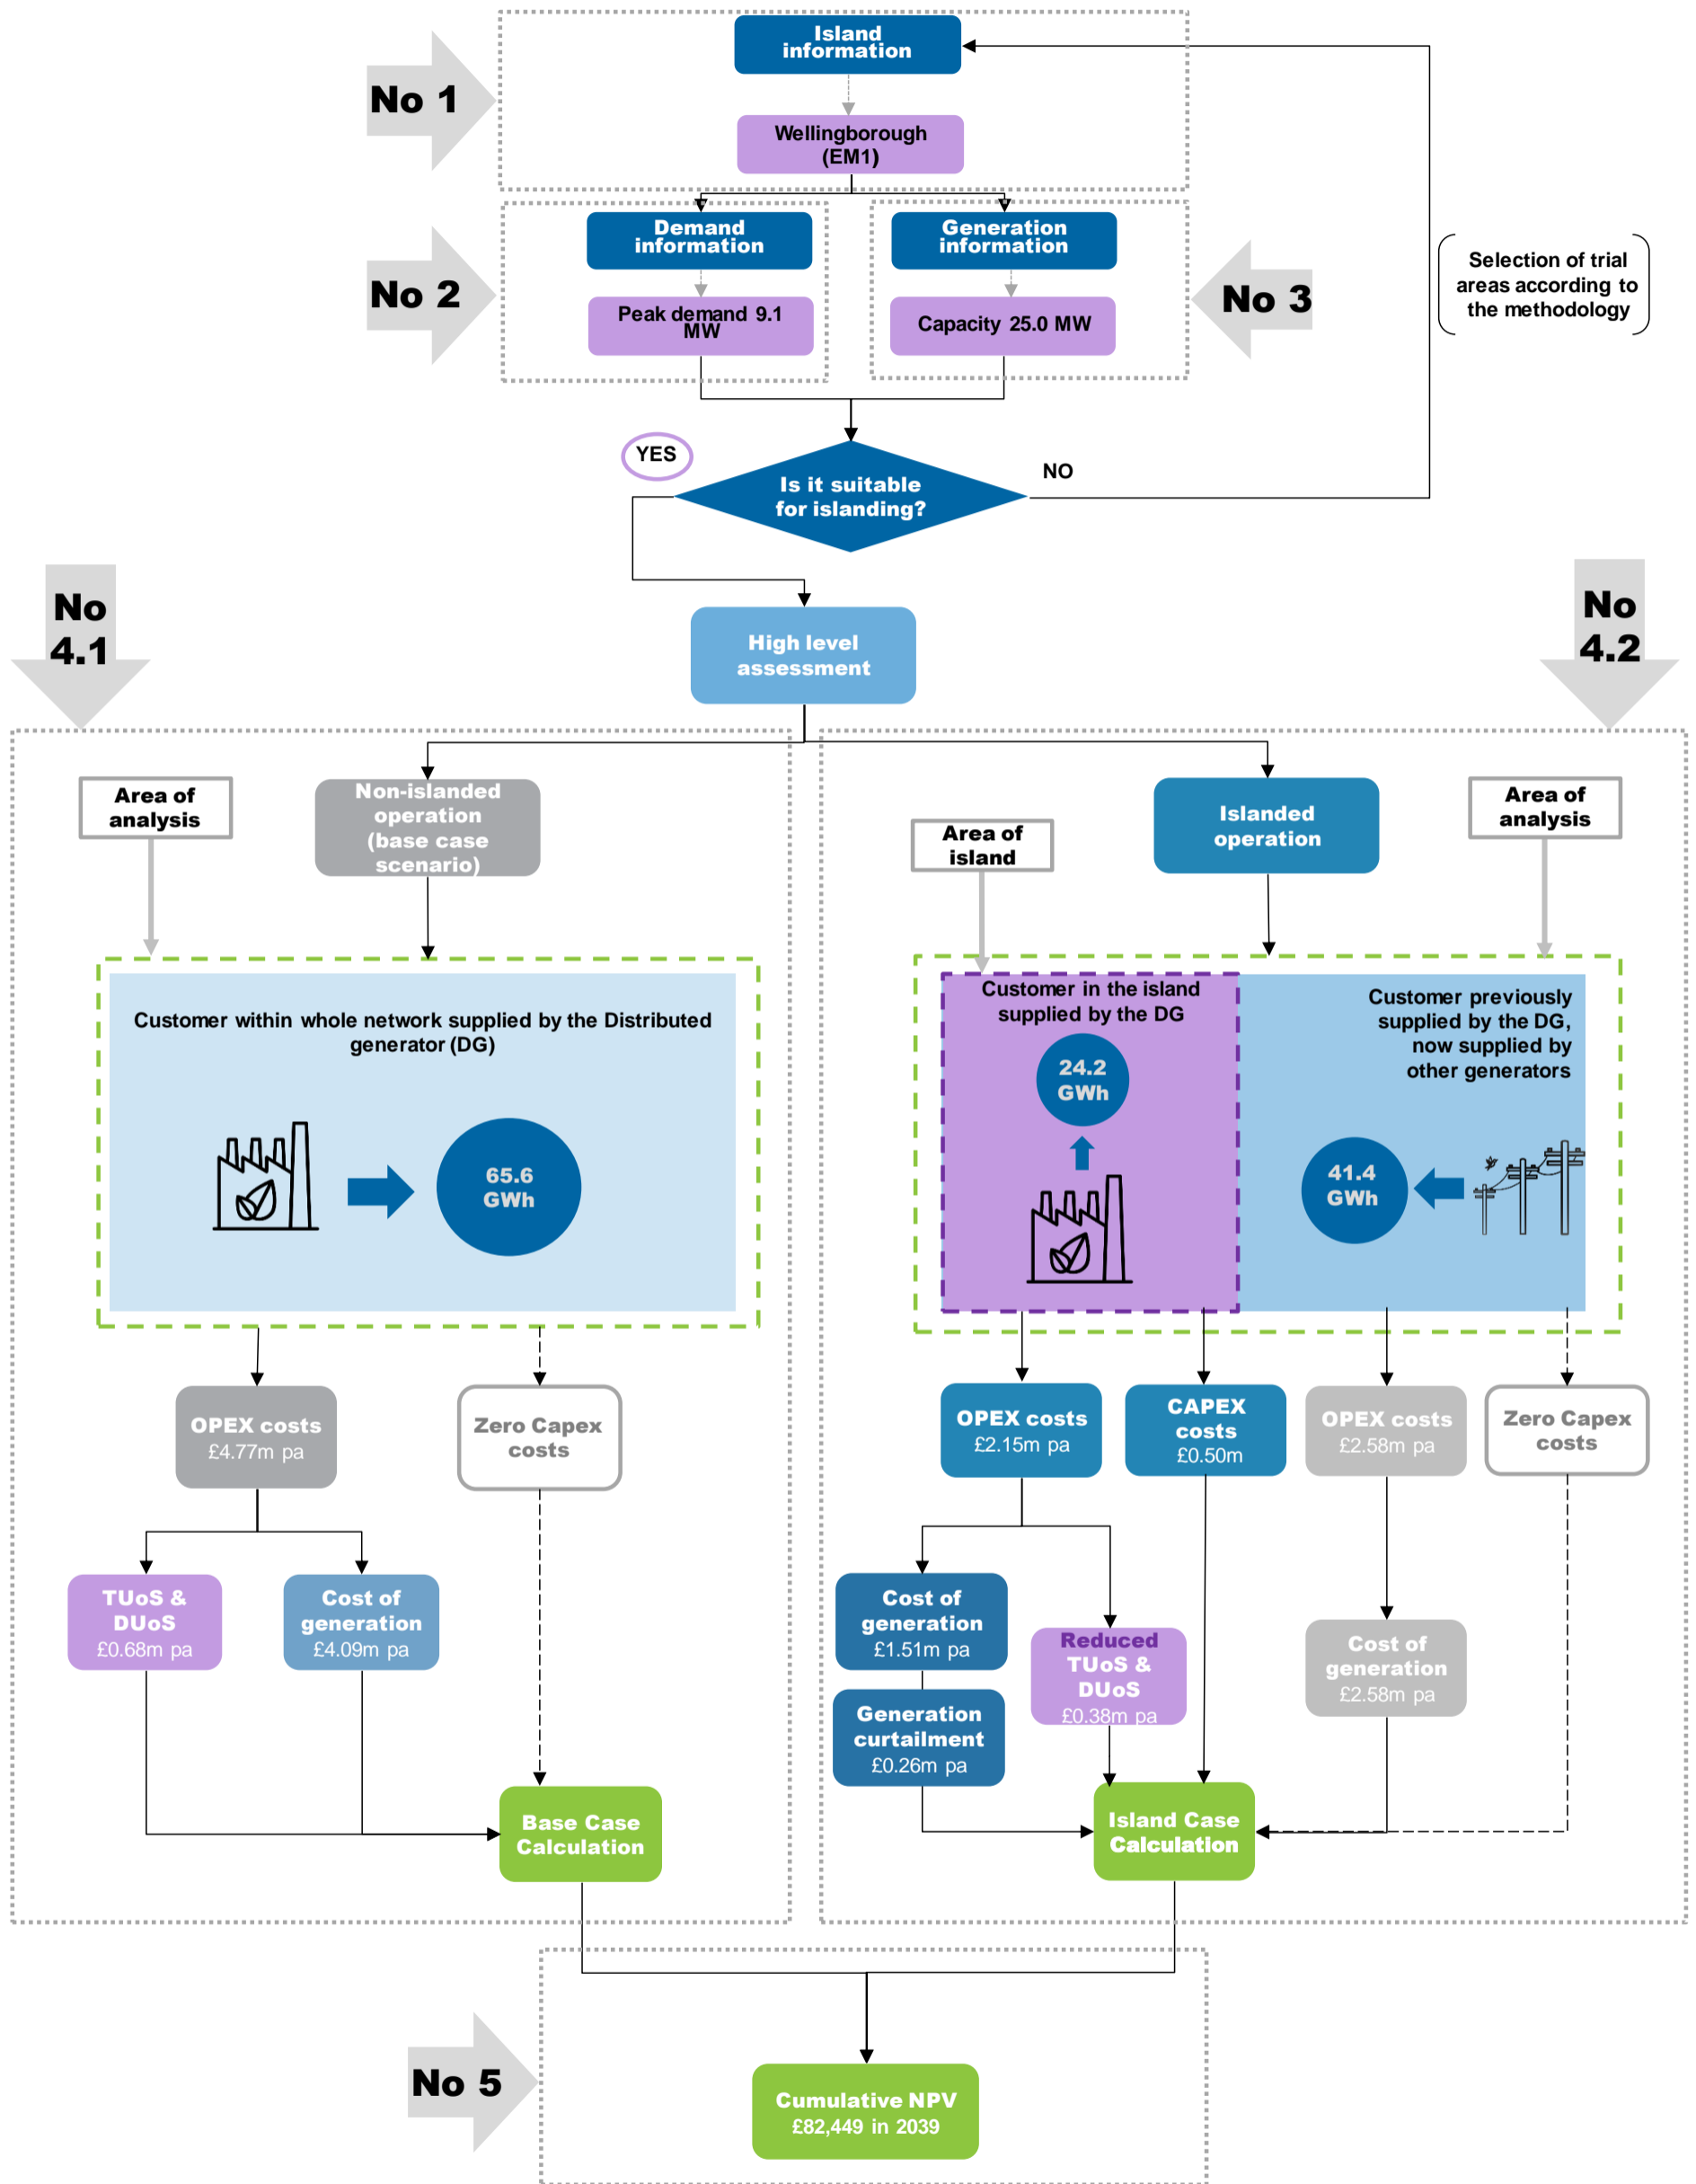 Island
information
No 1
Wellingborough
(EM1)
Demand
information
Generation
information
No 2
Peak demand 9.1
MW
Capacity 25.0 MW
No 3
Selection of trial
areas according to
the methodology
YES
NO
Is it suitable
for islanding?
High level
assessment
No
4.1
No
4.2
Area of
analysis
Non-islanded
operation
(base case
scenario)
Area of
island
Islanded
operation
Area of
analysis
Customer within whole network supplied by the Distributed
generator (DG)
65.6
GWh
Customer in the island
supplied by the DG
24.2
GWh
Customer previously
supplied by the DG,
now supplied by
other generators
41.4
GWh
OPEX costs
£4.77m pa
Zero Capex
costs
OPEX costs
£2.15m pa
CAPEX
costs
£0.50m
OPEX costs
£2.58m pa
Zero Capex
costs
TUoS &
DUoS
£0.68m pa
Cost of
generation
£4.09m pa
Cost of
generation
£1.51m pa
Reduced
TUoS &
DUoS
£0.38m pa
Cost of
generation
£2.58m pa
Generation
curtailment
£0.26m pa
Base Case
Calculation
Island Case
Calculation
No 5
Cumulative NPV
£82,449 in 2039